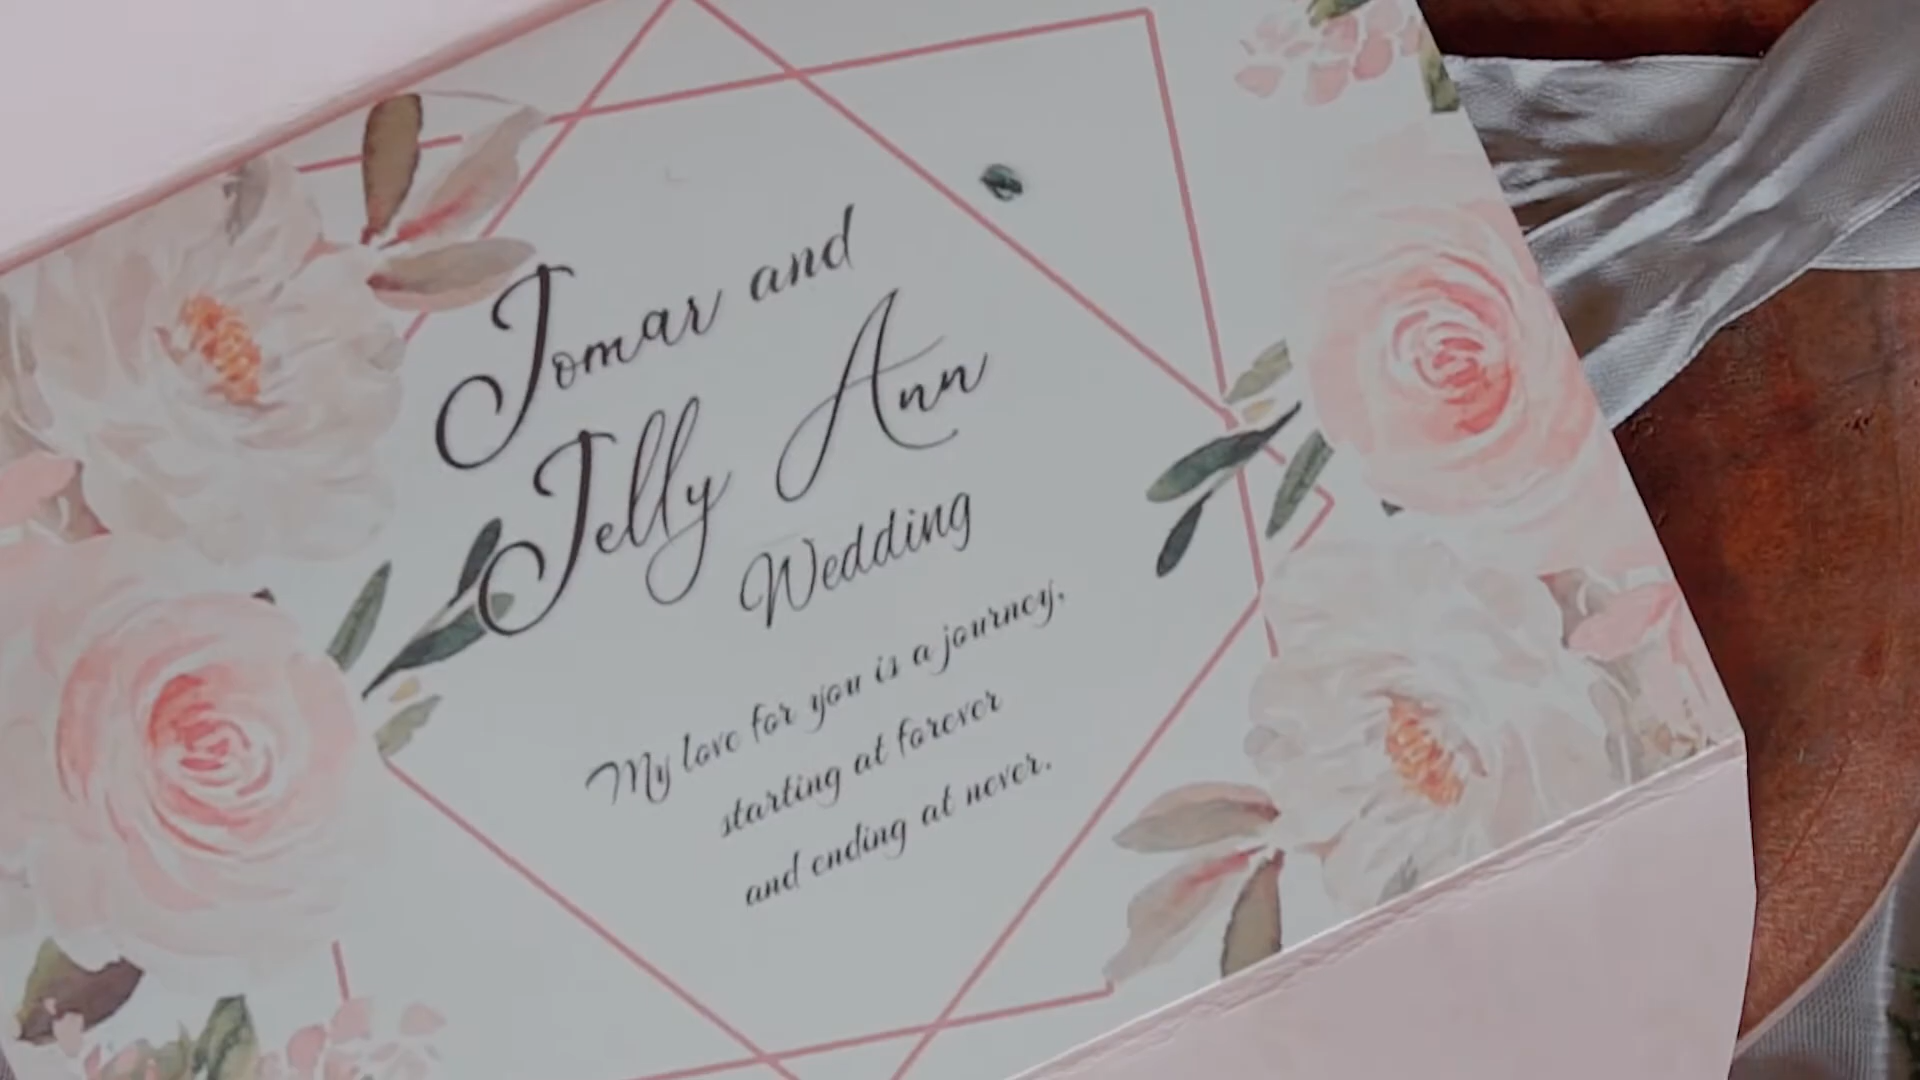 Jomar and
Jelly Ann
Wedding
My love for you is a journey,
starting at forever
and ending at never.